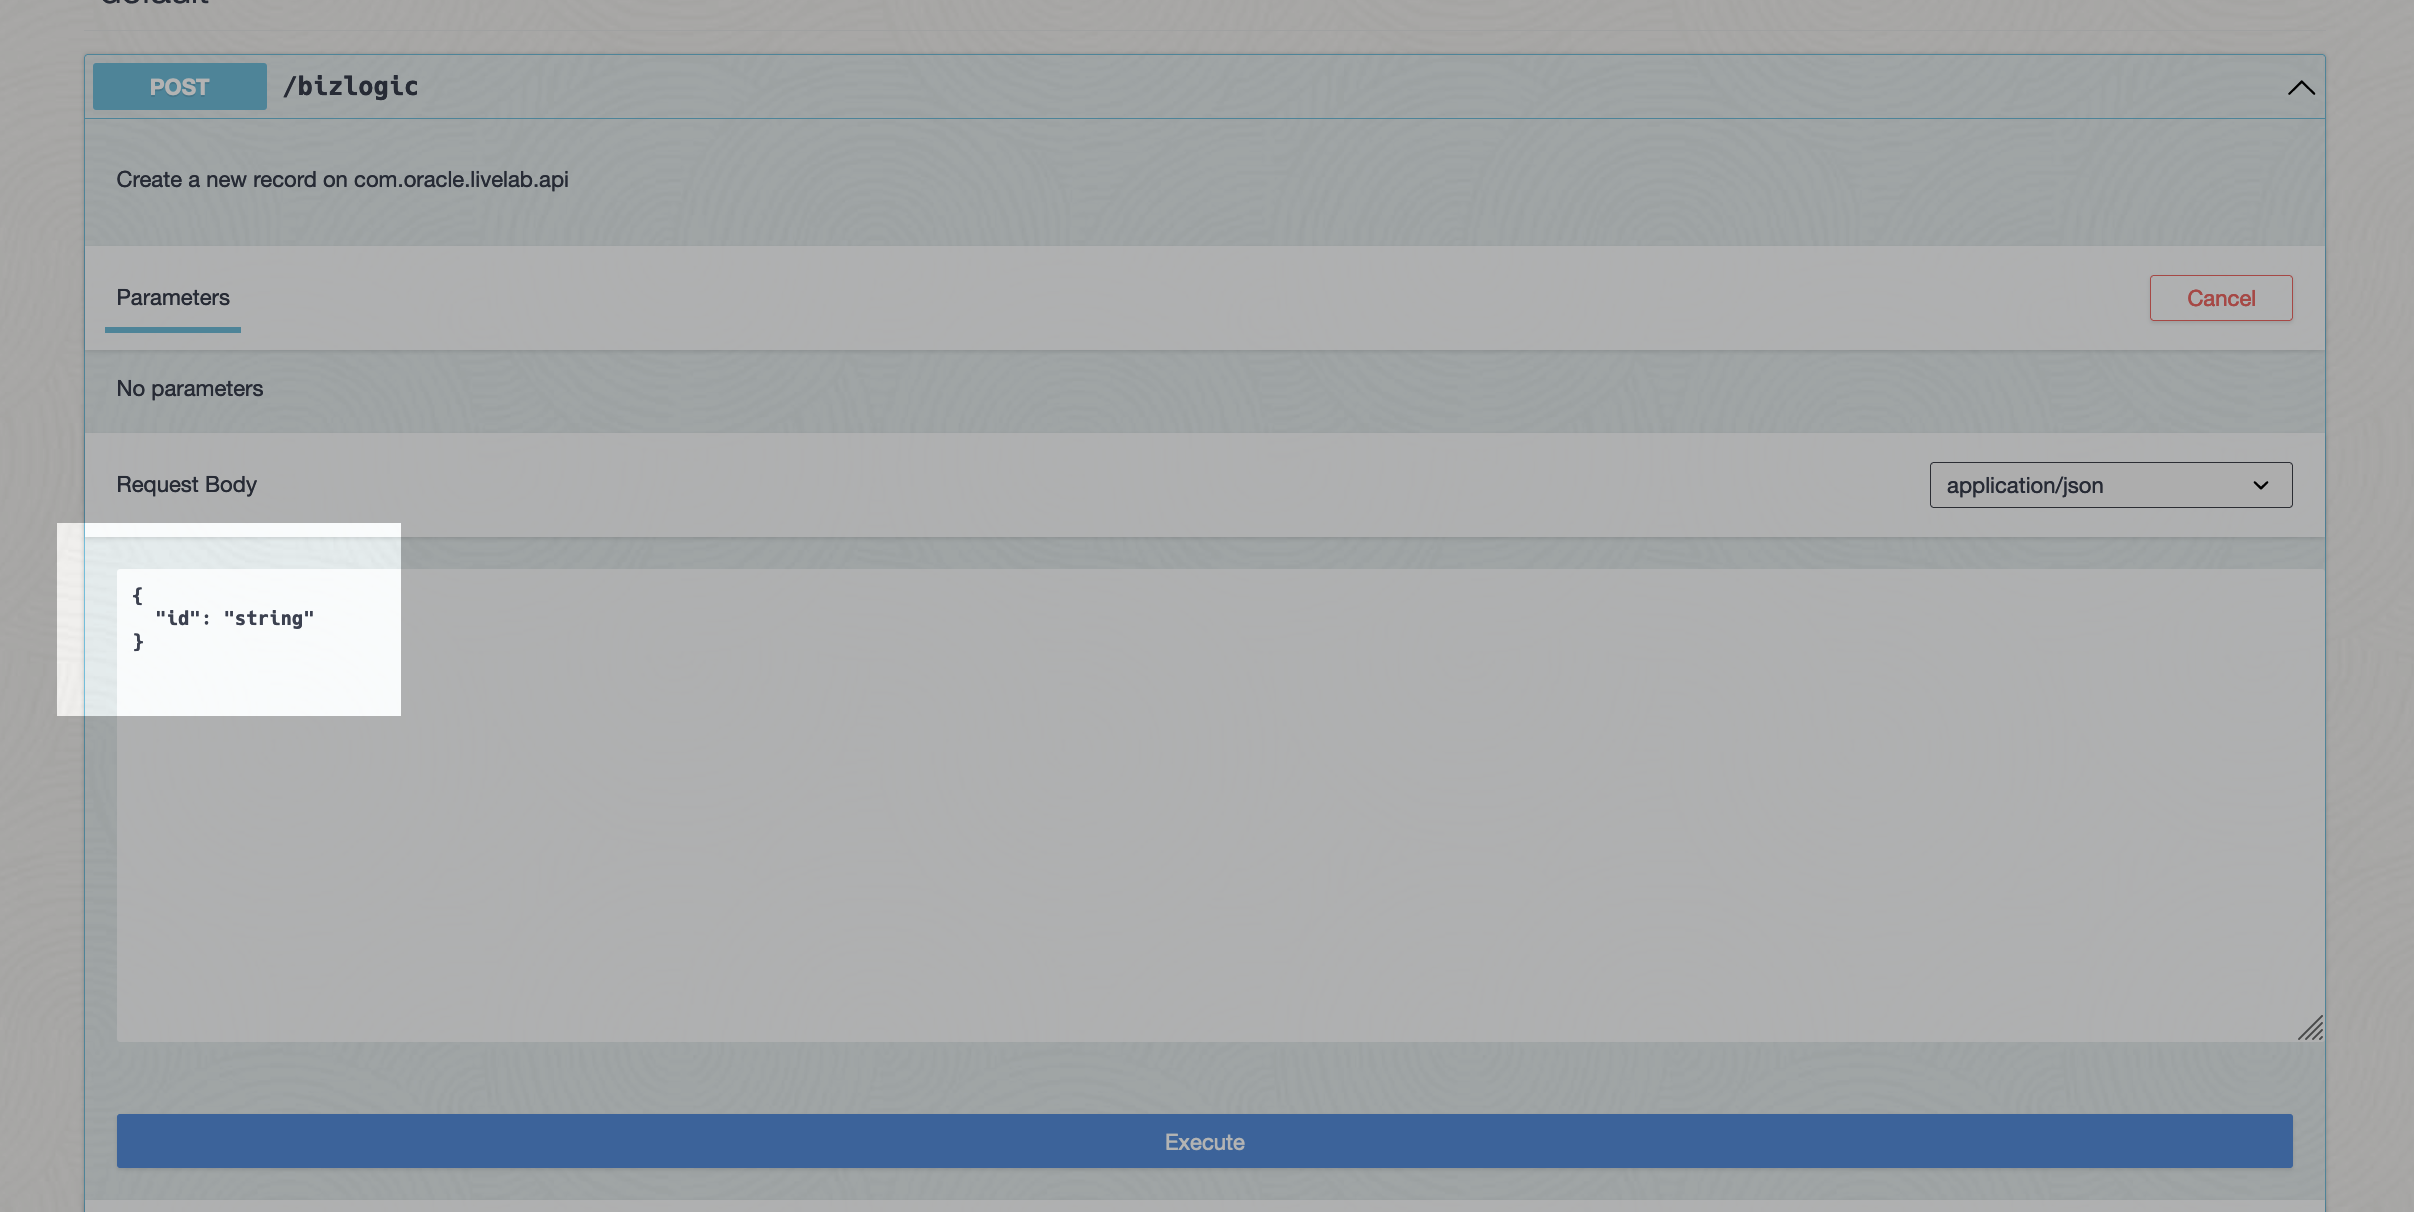 default
POST /bizlogic
Create a new record on com.oracle.livelab.api
Parameters
Cancel
No parameters
Request Body
application/json
{
  "id": "string"
}
Execute